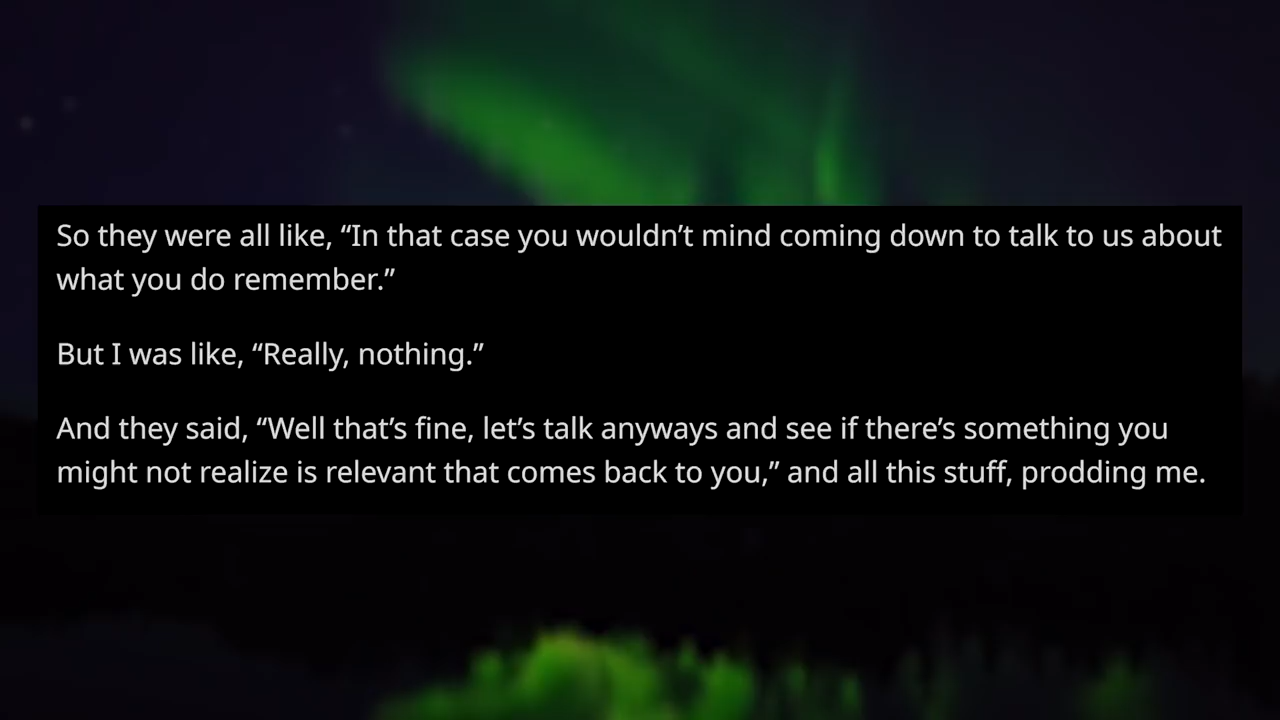 So they were all like, “In that case you wouldn’t mind coming down to talk to us about
what you do remember.”
But I was like, “Really, nothing.”
And they said, “Well that’s fine, let’s talk anyways and see if there’s something you
might not realize is relevant that comes back to you,” and all this stuff, prodding me.